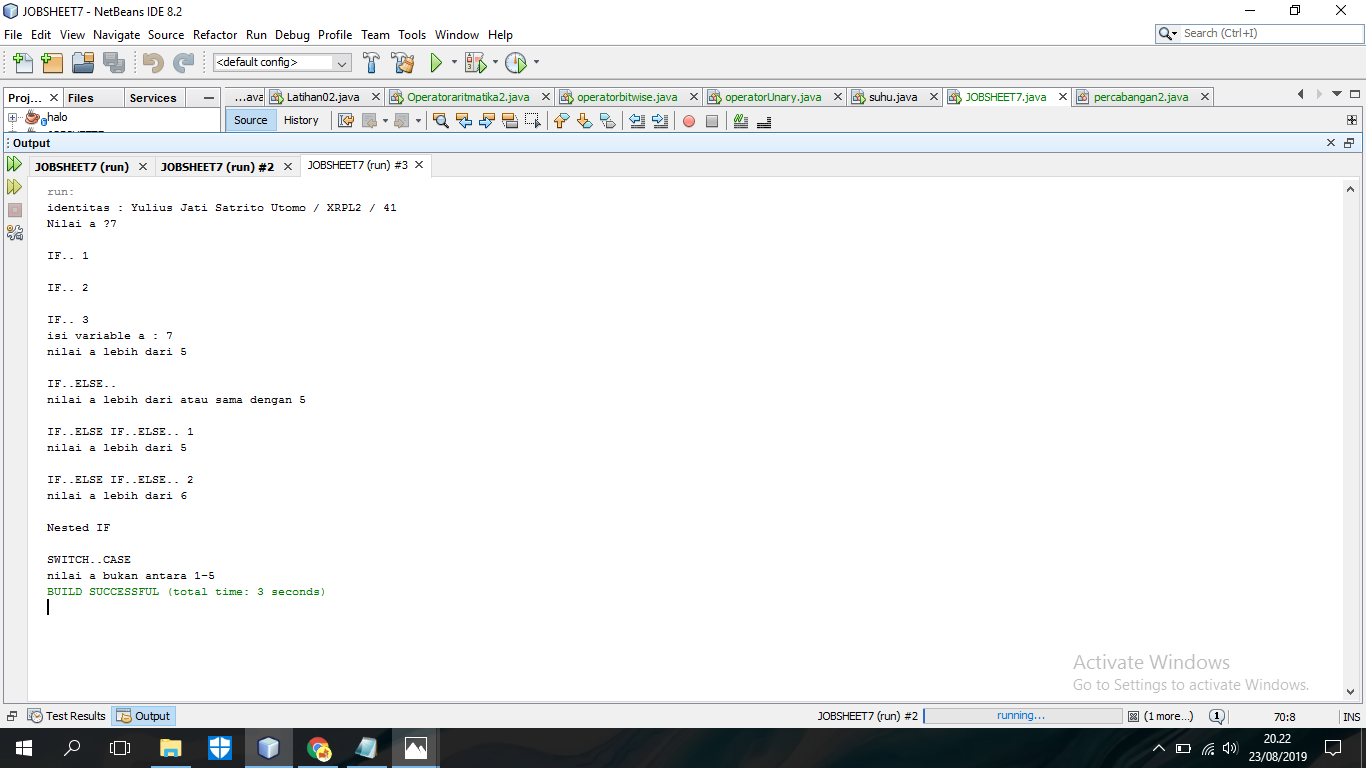 JOBSHEET7 - NetBeans IDE 8.2
File Edit View Navigate Source Refactor Run Debug Profile Team Tools Window Help
Search (Ctrl+I)
<default config>
Proj... Files Services
...ava Latihan02.java Operatoraritmatika2.java operatorbitwise.java operatorUnary.java suhu.java JOBSHEET7.java percabangan2.java
halo
Source History
Output
JOBSHEET7 (run) JOBSHEET7 (run) #2 JOBSHEET7 (run) #3
run:
identitas : Yulius Jati Satrito Utomo / XRPL2 / 41
Nilai a ?7
IF.. 1
IF.. 2
IF.. 3
isi variable a : 7
nilai a lebih dari 5
IF..ELSE..
nilai a lebih dari atau sama dengan 5
IF..ELSE IF..ELSE.. 1
nilai a lebih dari 5
IF..ELSE IF..ELSE.. 2
nilai a lebih dari 6
Nested IF
SWITCH..CASE
nilai a bukan antara 1-5
BUILD SUCCESSFUL (total time: 3 seconds)
Activate Windows
Go to Settings to activate Windows.
Test Results Output
JOBSHEET7 (run) #2 running... (1 more...) 1 70:8 INS
20.22
23/08/2019